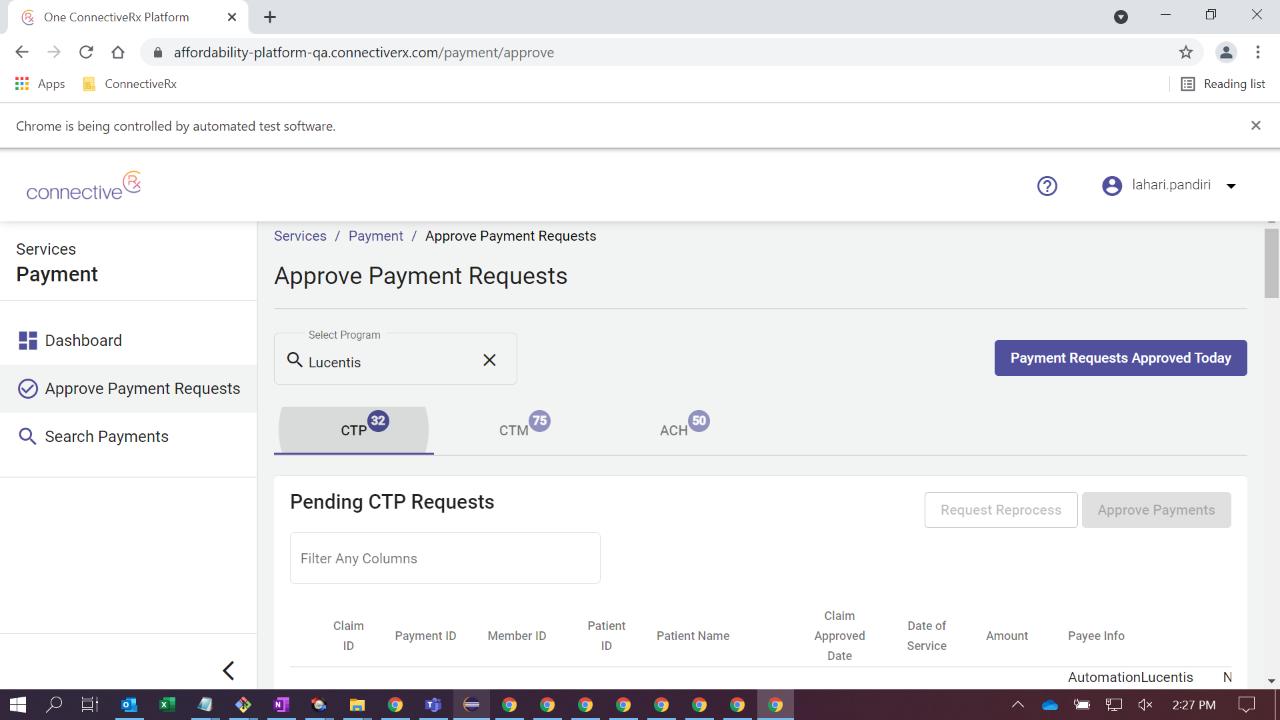 One ConnectiveRx Platform
affordability-platform-qa.connectiverx.com/payment/approve
Apps
ConnectiveRx
Reading list
Chrome is being controlled by automated test software.
connective Rx
lahari.pandiri
Services
Payment
Dashboard
Approve Payment Requests
Search Payments
Services / Payment / Approve Payment Requests
Approve Payment Requests
Select Program
Lucentis
Payment Requests Approved Today
CTP 32
CTM 75
ACH 50
Pending CTP Requests
Request Reprocess
Approve Payments
Filter Any Columns
Claim ID
Payment ID
Member ID
Patient ID
Patient Name
Claim Approved Date
Date of Service
Amount
Payee Info
AutomationLucentis
N
2:27 PM